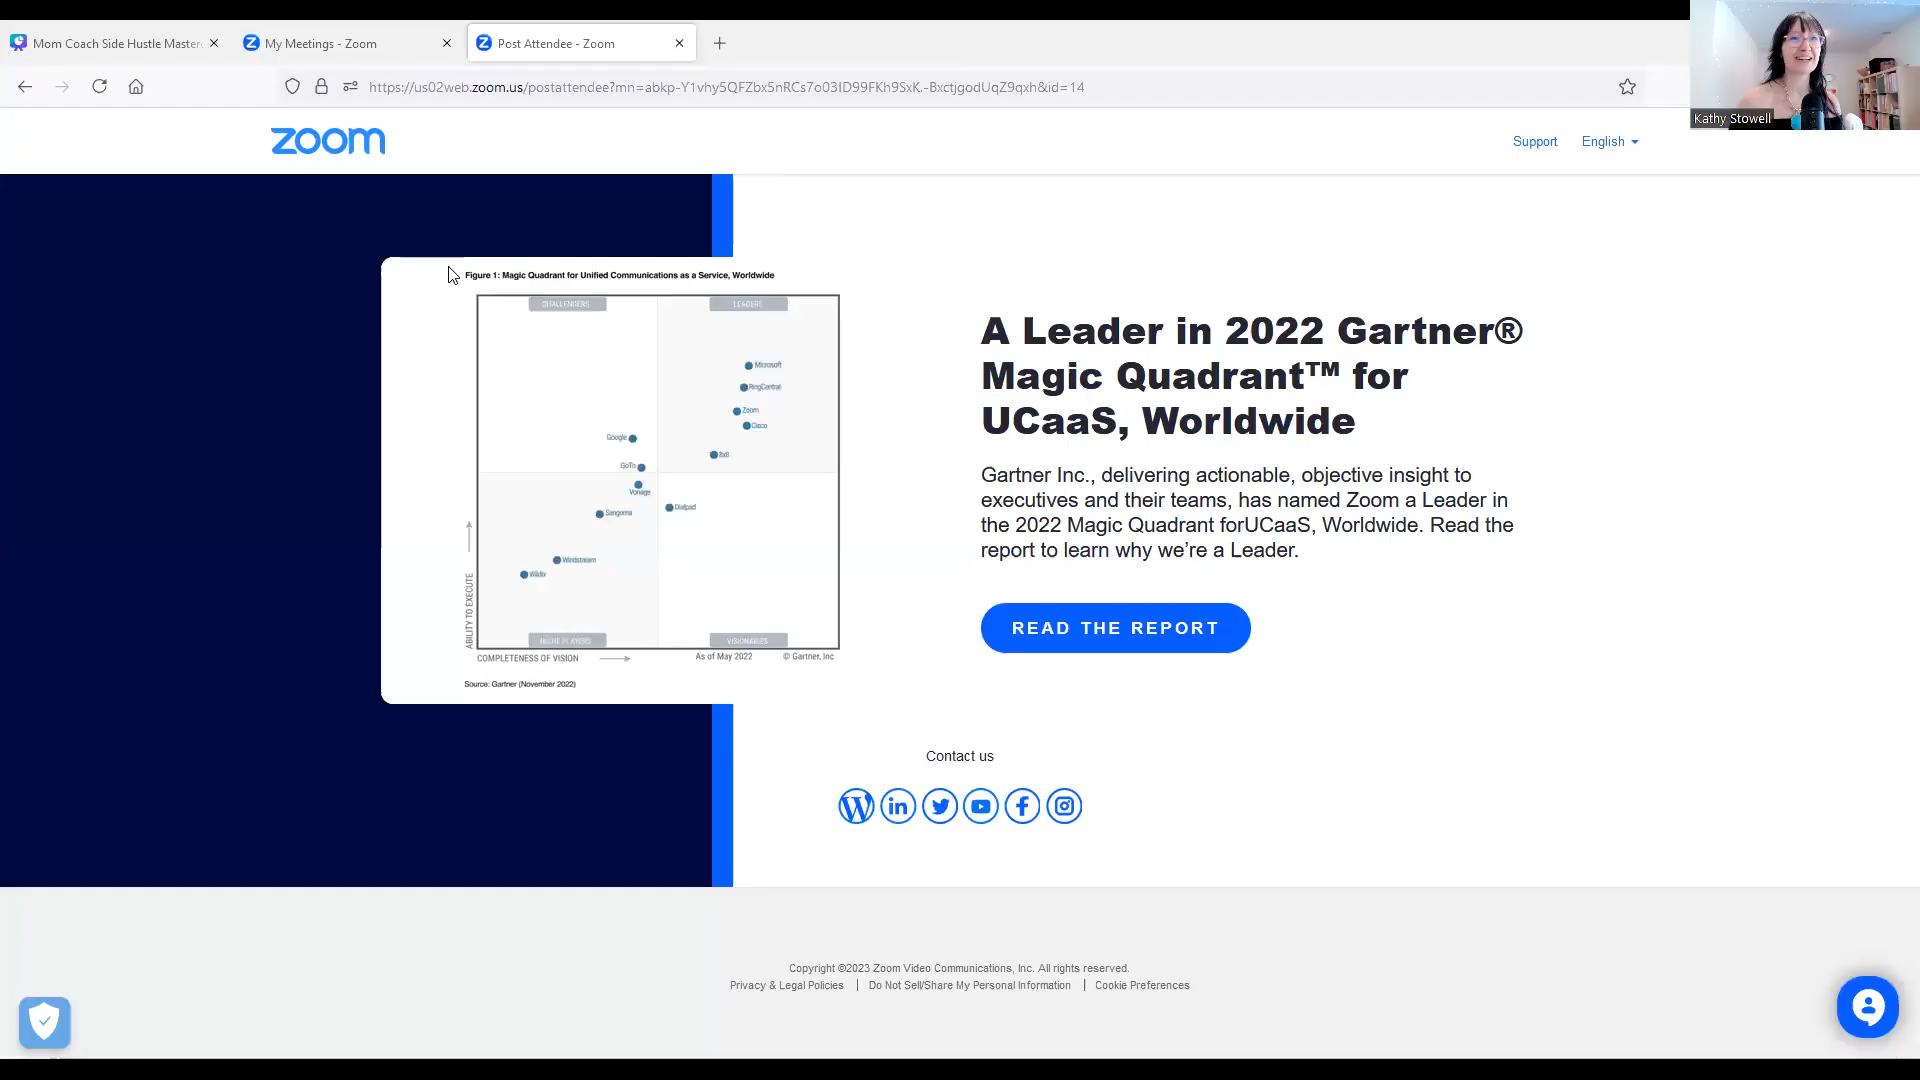 Mom Coach Side Hustle Master
My Meetings - Zoom
Post Attendee - Zoom
https://us02web.zoom.us/postattendee?mn=abkp-Y1vhy5QFZbx5nRCs7o03ID99FKh9SxK.-BxctjgodUqZ9qxh&id=14
Kathy Stowell
zoom
Support
English
Figure 1: Magic Quadrant for Unified Communications as a Service, Worldwide
CHALLENGERS
LEADERS
Microsoft
RingCentral
Zoom
Cisco
Google
8x8
GoTo
Vonage
Dialpad
Sangoma
Windstream
Wildix
ABILITY TO EXECUTE
NICHE PLAYERS
VISIONARIES
COMPLETENESS OF VISION
As of May 2022
© Gartner, Inc
Source: Gartner (November 2022)
A Leader in 2022 Gartner®
Magic Quadrant™ for
UCaaS, Worldwide
Gartner Inc., delivering actionable, objective insight to
executives and their teams, has named Zoom a Leader in
the 2022 Magic Quadrant forUCaaS, Worldwide. Read the
report to learn why we’re a Leader.
READ THE REPORT
Contact us
Copyright ©2023 Zoom Video Communications, Inc. All rights reserved.
Privacy & Legal Policies | Do Not Sell/Share My Personal Information | Cookie Preferences